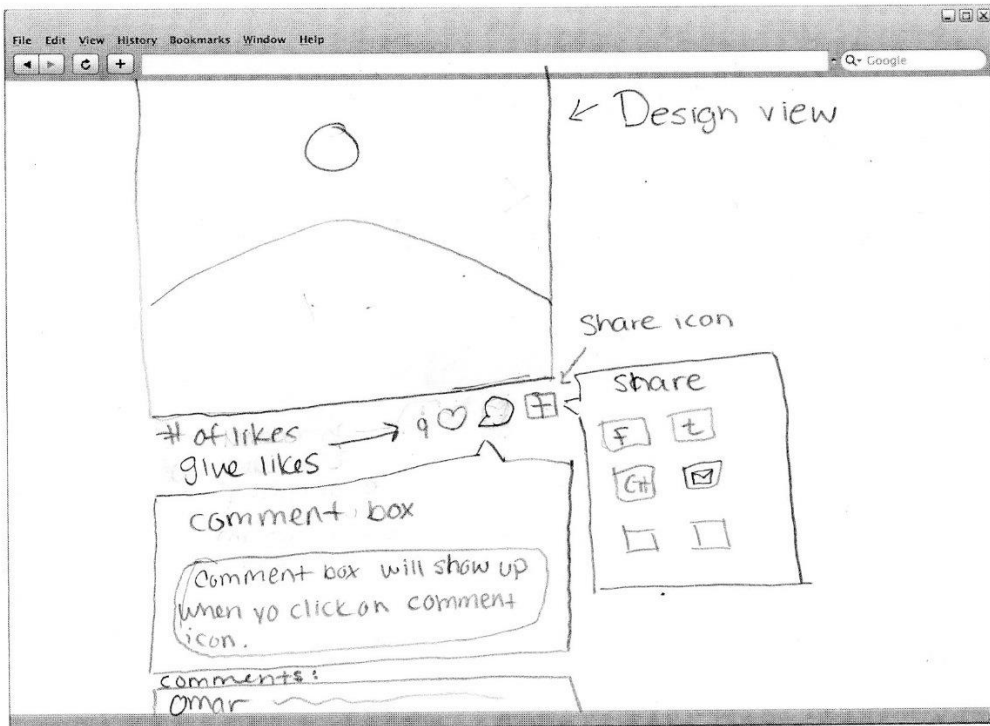 File Edit View History Bookmarks Window Help
Google
Design view
Share icon
Share
# of likes
give likes
9
f t
G+
comment box
Comment box will show up
when yo click on comment
icon.
comments:
Omar